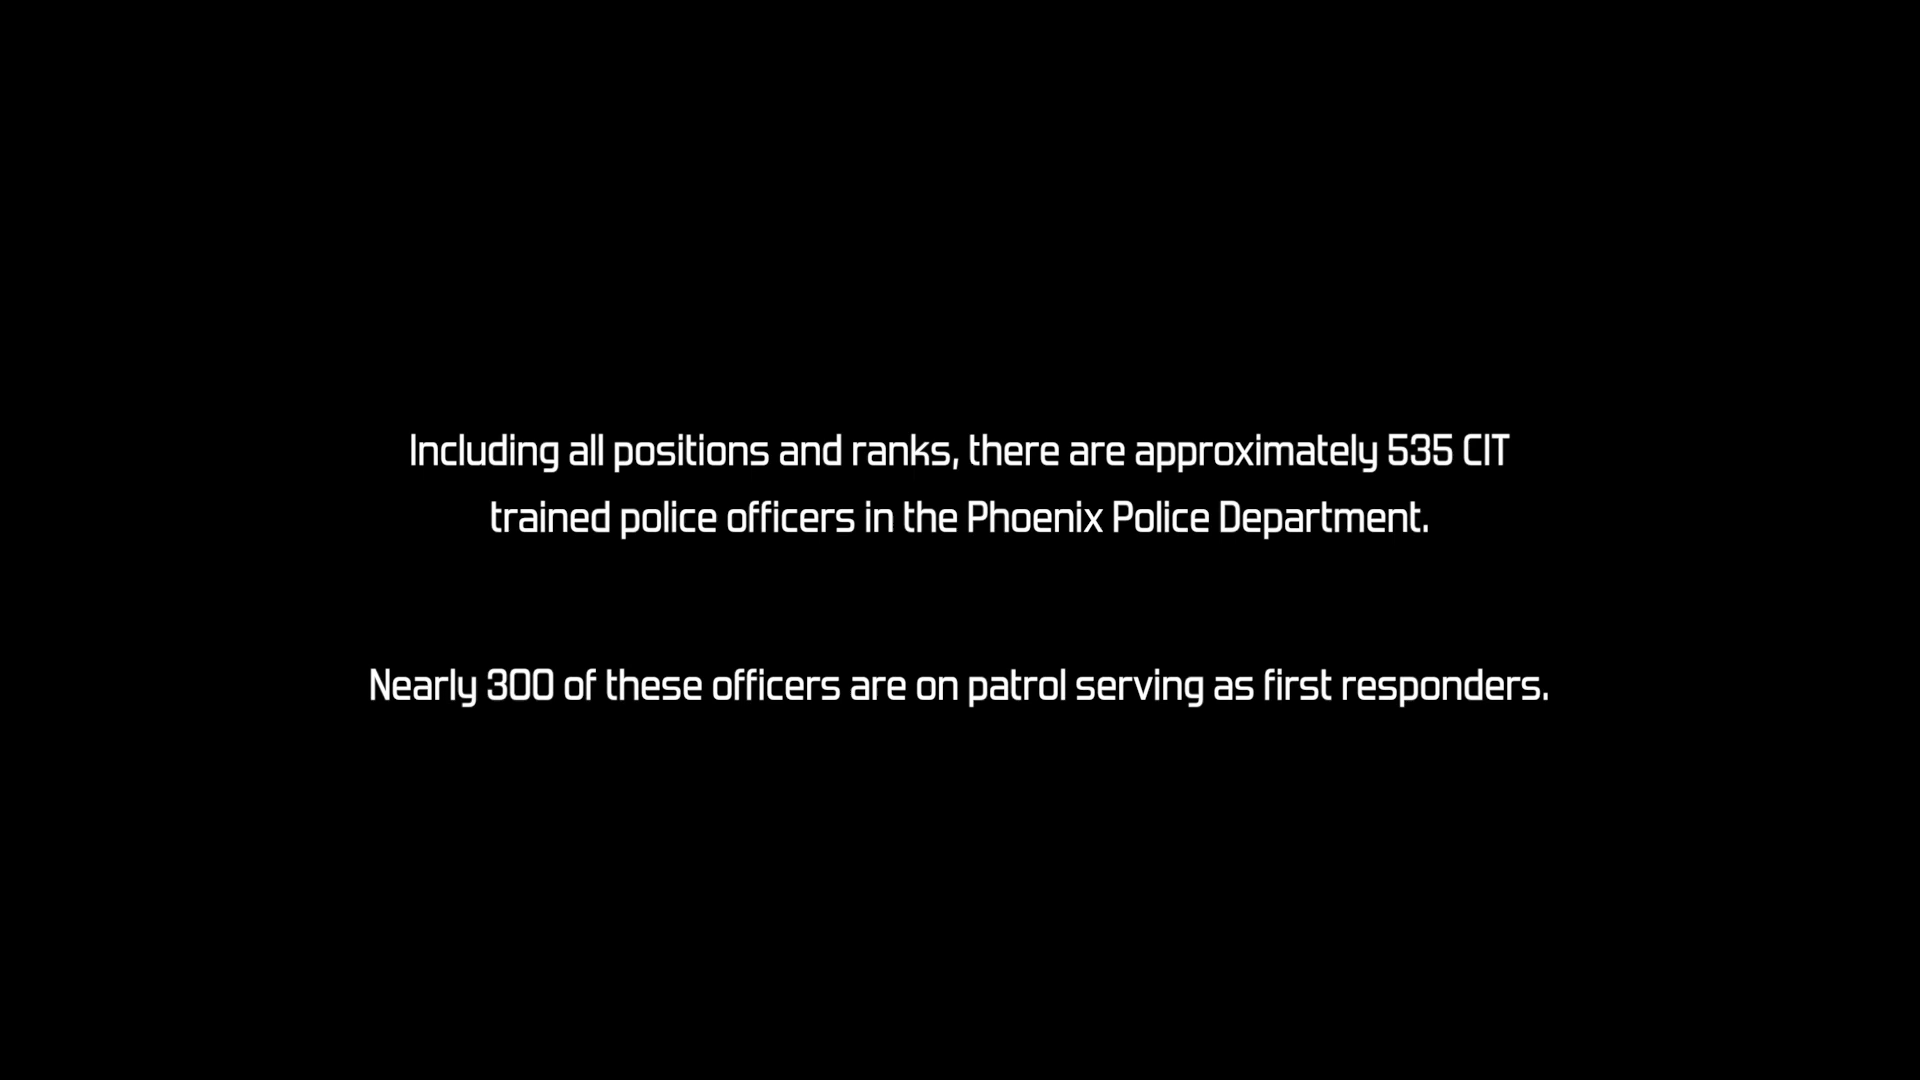 Including all positions and ranks, there are approximately 535 CIT
trained police officers in the Phoenix Police Department.
Nearly 300 of these officers are on patrol serving as first responders.